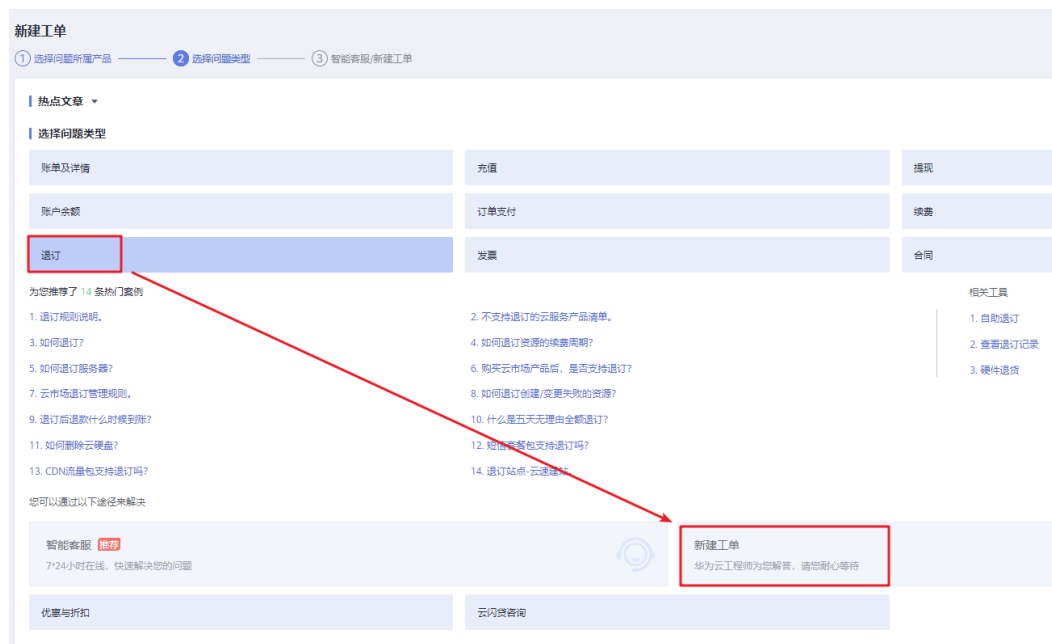 新建工单
1 选择问题所属产品 2 选择问题类型 3 智能客服/新建工单
热点文章
选择问题类型
账单及详情 充值 提现
账户余额 订单支付 续费
退订 发票 合同
为您推荐了 14 条热门案例 相关工具
1. 退订规则说明。 2. 不支持退订的云服务产品清单。 1. 自助退订
3. 如何退订? 4. 如何退订资源的续费周期? 2. 查看退订记录
5. 如何退订服务器? 6. 购买云市场产品后，是否支持退订? 3. 硬件退货
7. 云市场退订管理规则。 8. 如何退订创建/变更失败的资源?
9. 退订后退款什么时候到账? 10. 什么是五天无理由全额退订?
11. 如何删除云硬盘? 12. 短信套餐包支持退订吗?
13. CDN流量包支持退订吗? 14. 退订站点-云速建站。
您可以通过以下途径来解决
智能客服 推荐 新建工单
7*24小时在线，快速解决您的问题 华为云工程师为您解答，请您耐心等待
优惠与折扣 云闪贷咨询